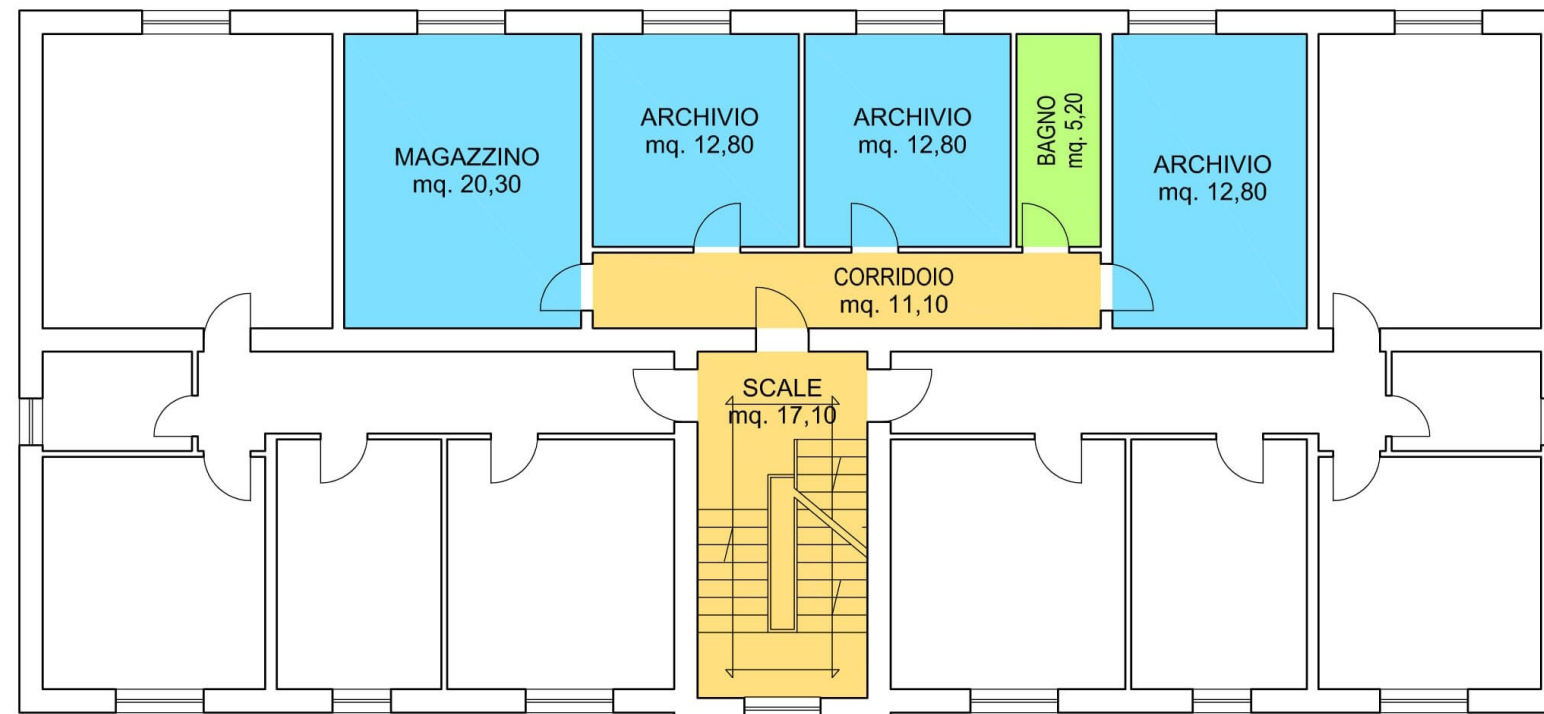 MAGAZZINO
mq. 20,30
ARCHIVIO
mq. 12,80
ARCHIVIO
mq. 12,80
BAGNO
mq. 5,20
ARCHIVIO
mq. 12,80
CORRIDOIO
mq. 11,10
SCALE
mq. 17,10